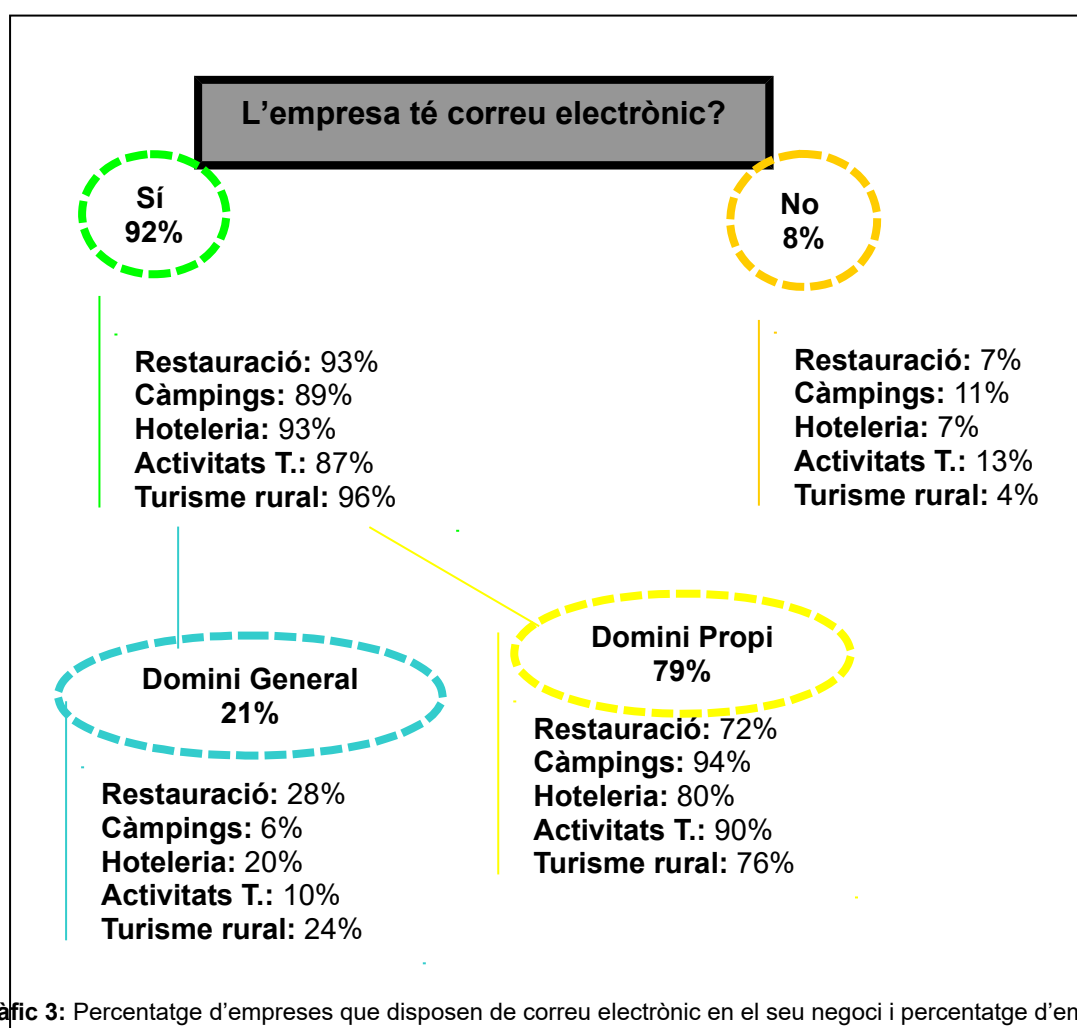 L’empresa té correu electrònic?
Sí
92%
No
8%
Restauració: 93%
Càmpings: 89%
Hoteleria: 93%
Activitats T.: 87%
Turisme rural: 96%
Restauració: 7%
Càmpings: 11%
Hoteleria: 7%
Activitats T.: 13%
Turisme rural: 4%
Domini General
21%
Restauració: 28%
Càmpings: 6%
Hoteleria: 20%
Activitats T.: 10%
Turisme rural: 24%
Domini Propi
79%
Restauració: 72%
Càmpings: 94%
Hoteleria: 80%
Activitats T.: 90%
Turisme rural: 76%
àfic 3: Percentatge d’empreses que disposen de correu electrònic en el seu negoci i percentatge d’en